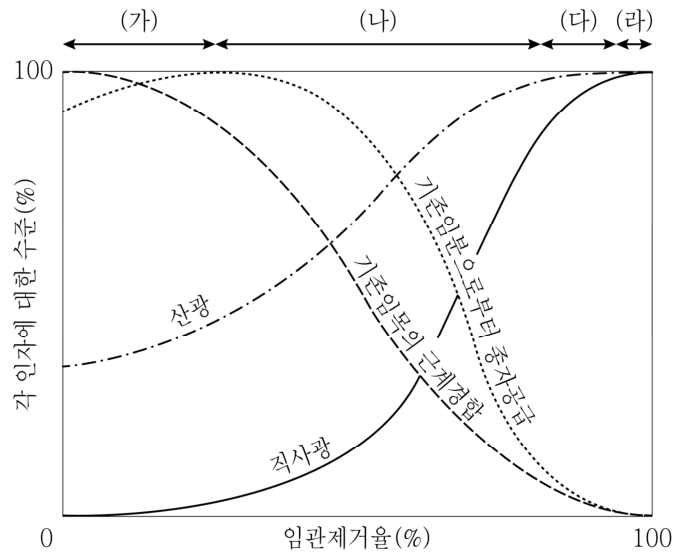 (가) (나) (다) (라)
100
각 인자에 대한 수준(%)
산광
기존임분으로부터 종자공급
기존임목의 근계경합
직사광
0 임관제거율(%) 100